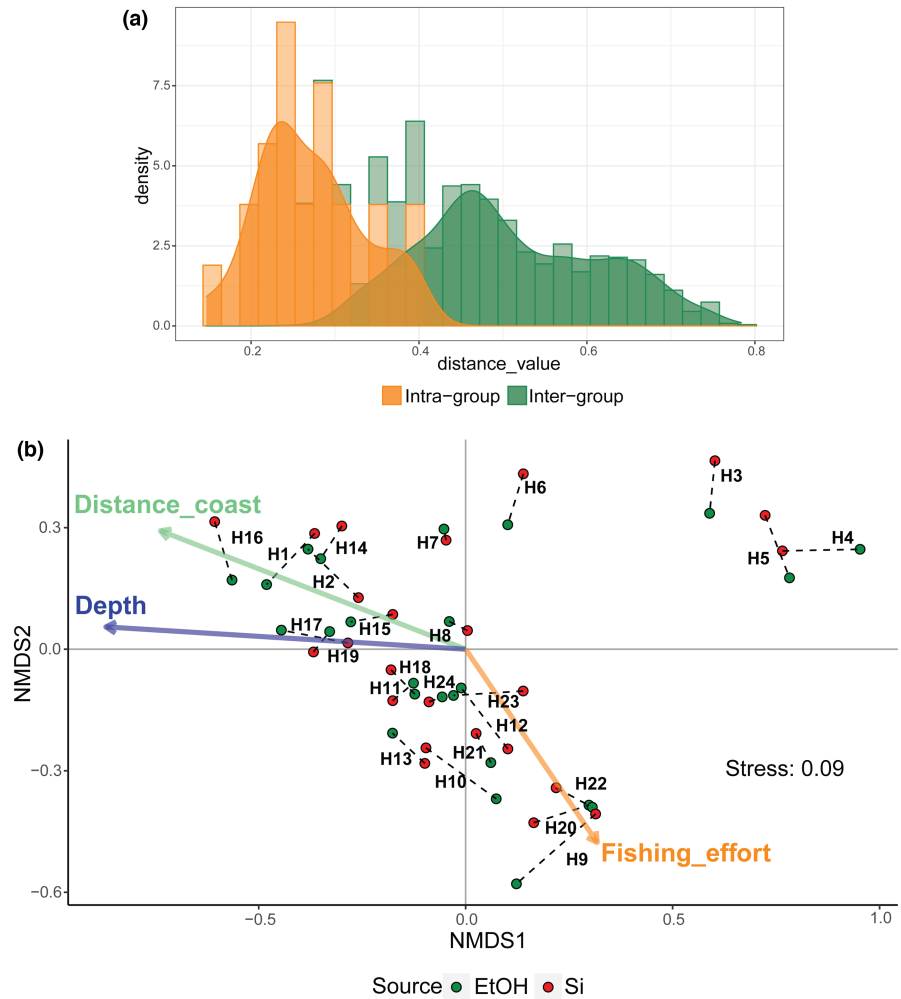 (a)
density
7.5
5.0
2.5
0.0
0.2 0.4 0.6 0.8
distance_value
Intra−group Inter−group
(b)
NMDS2
0.3
0.0
−0.3
−0.6
Distance_coast
Depth
Fishing_effort
H3
H6
H4
H5
H7
H16
H14
H1
H2
H17
H15
H8
H19
H18
H24
H11
H23
H12
H21
H13
H10
H22
H20
H9
Stress: 0.09
−0.5 0.0 0.5 1.0
NMDS1
Source EtOH Si